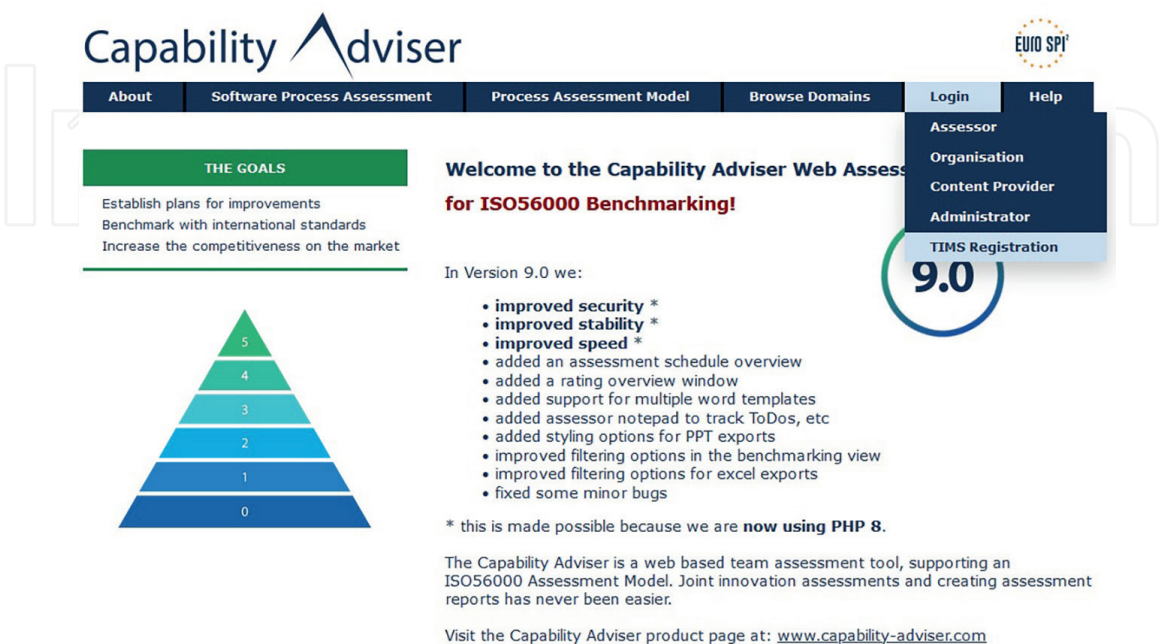 Capability Adviser
EURO SPI²
About Software Process Assessment Process Assessment Model Browse Domains Login Help
Assessor
Organisation
Content Provider
Administrator
TIMS Registration
THE GOALS
Establish plans for improvements
Benchmark with international standards
Increase the competitiveness on the market
5
4
3
2
1
0
Welcome to the Capability Adviser Web Assess
for ISO56000 Benchmarking!
9.0
In Version 9.0 we:
• improved security *
• improved stability *
• improved speed *
• added an assessment schedule overview
• added a rating overview window
• added support for multiple word templates
• added assessor notepad to track ToDos, etc
• added styling options for PPT exports
• improved filtering options in the benchmarking view
• improved filtering options for excel exports
• fixed some minor bugs
* this is made possible because we are now using PHP 8.
The Capability Adviser is a web based team assessment tool, supporting an
ISO56000 Assessment Model. Joint innovation assessments and creating assessment
reports has never been easier.
Visit the Capability Adviser product page at: www.capability-adviser.com